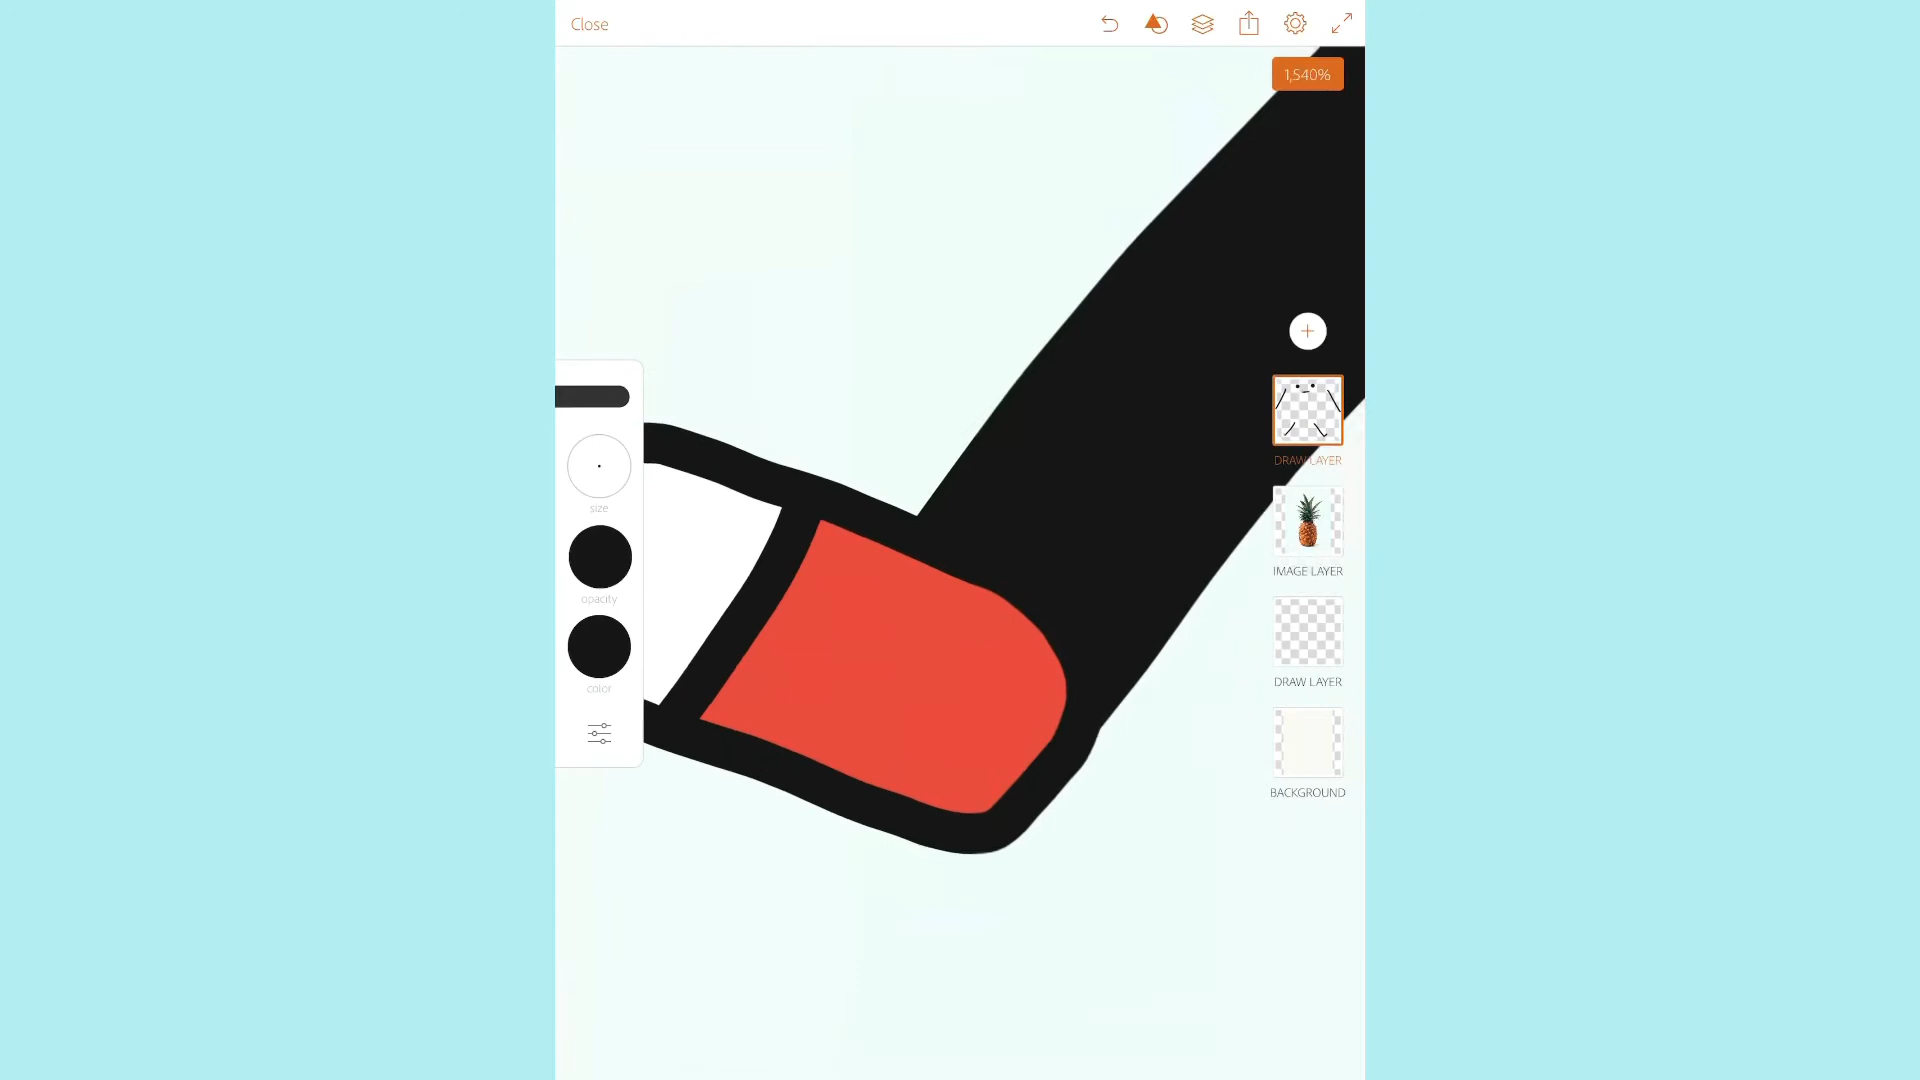 Close
1,540%
size
opacity
color
DRAW LAYER
IMAGE LAYER
DRAW LAYER
BACKGROUND